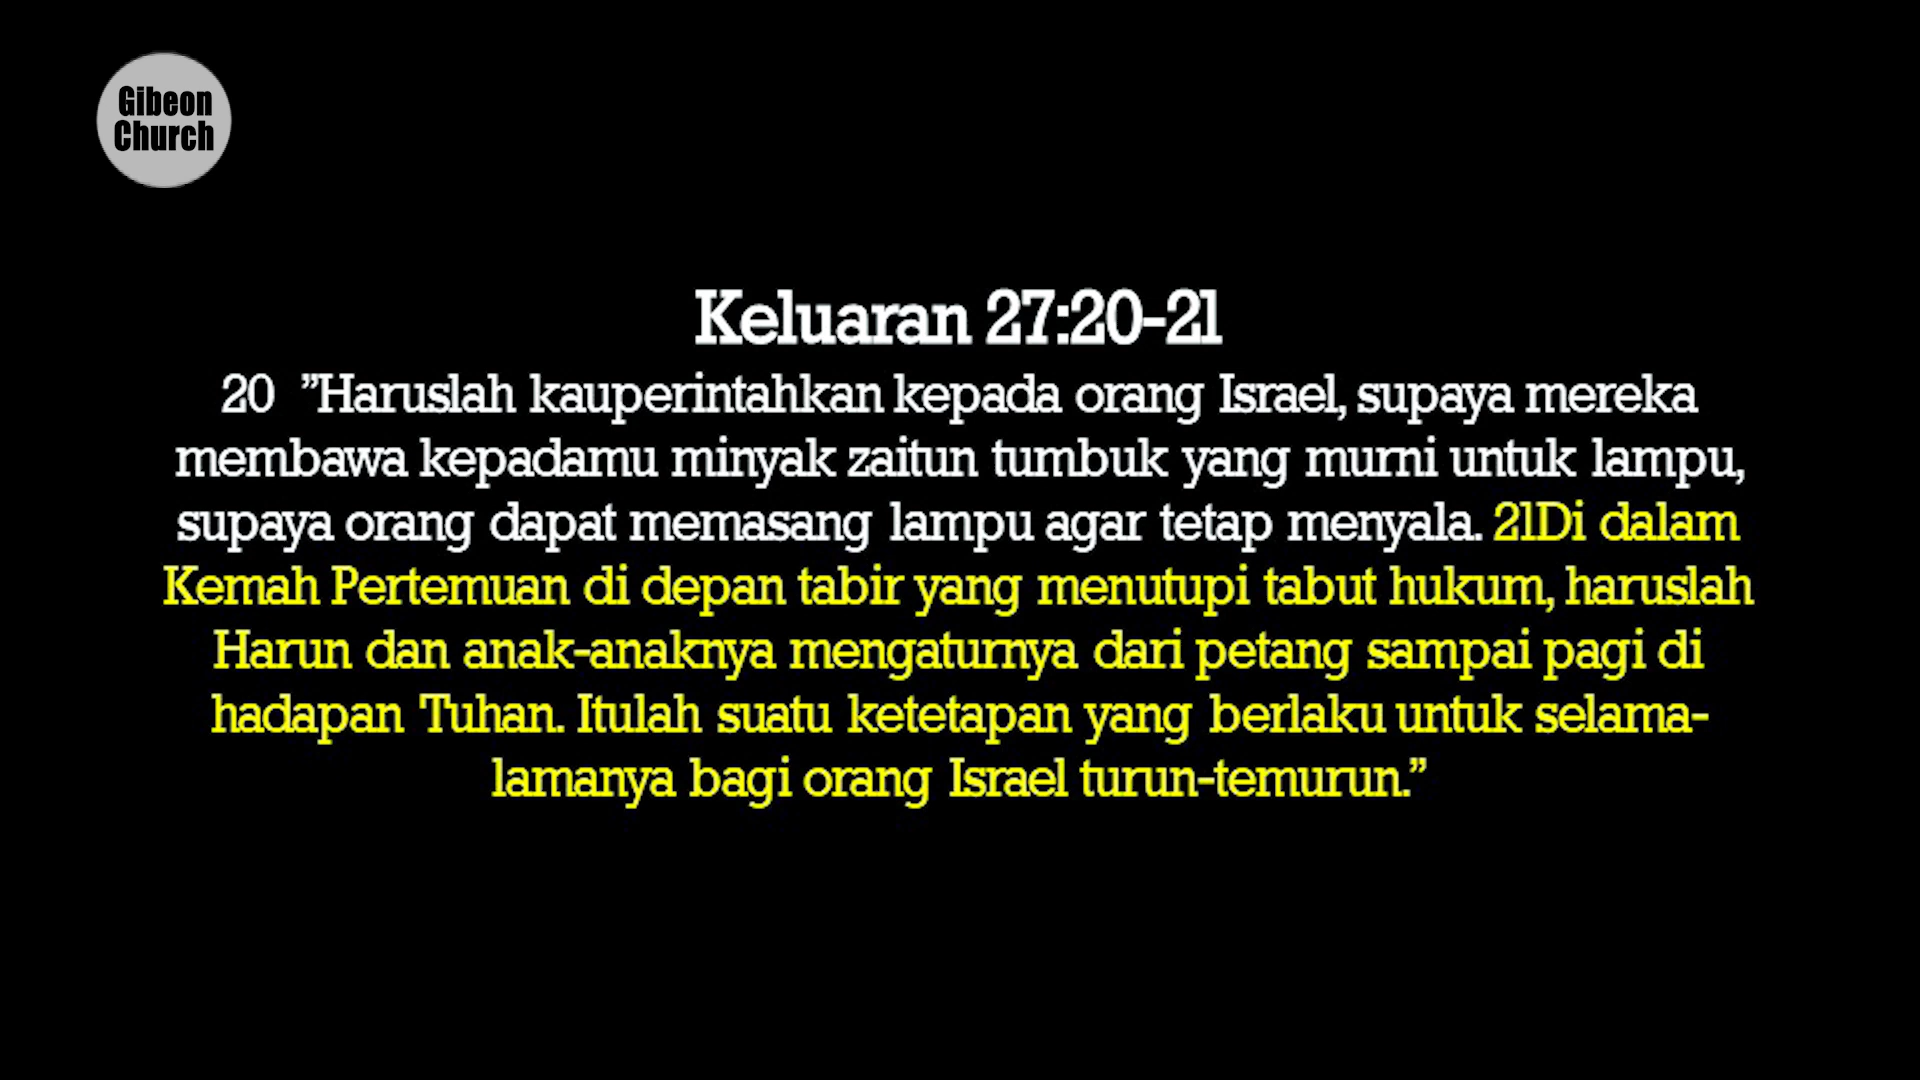 Gibeon
Church
Keluaran 27:20-21
20 ”Haruslah kauperintahkan kepada orang Israel, supaya mereka
membawa kepadamu minyak zaitun tumbuk yang murni untuk lampu,
supaya orang dapat memasang lampu agar tetap menyala. 21Di dalam
Kemah Pertemuan di depan tabir yang menutupi tabut hukum, haruslah
Harun dan anak-anaknya mengaturnya dari petang sampai pagi di
hadapan Tuhan. Itulah suatu ketetapan yang berlaku untuk selama-
lamanya bagi orang Israel turun-temurun.”